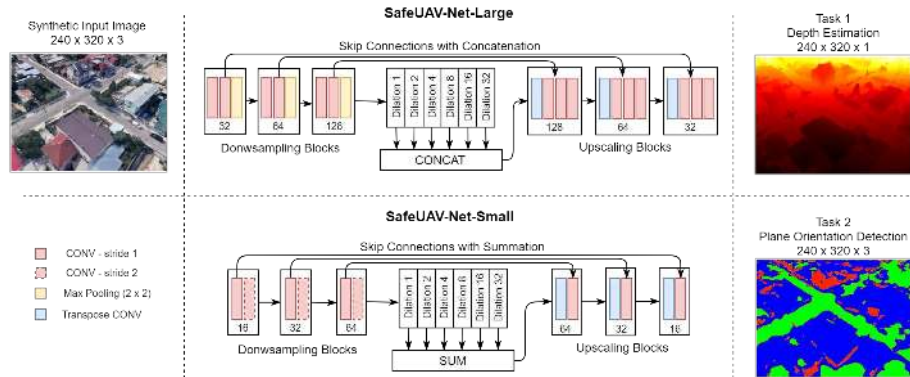 SafeUAV-Net-Large
Synthetic Input Image
240 x 320 x 3
Task 1
Depth Estimation
240 x 320 x 1
Skip Connections with Concatenation
32
64
128
Dilation 1
Dilation 2
Dilation 4
Dilation 8
Dilation 16
Dilation 32
128
64
32
Donwsampling Blocks
CONCAT
Upscaling Blocks
SafeUAV-Net-Small
Task 2
Plane Orientation Detection
240 x 320 x 3
Skip Connections with Summation
CONV - stride 1
CONV - stride 2
Max Pooling (2 x 2)
Transpose CONV
16
32
64
Dilation 1
Dilation 2
Dilation 4
Dilation 8
Dilation 16
Dilation 32
64
32
16
Donwsampling Blocks
SUM
Upscaling Blocks